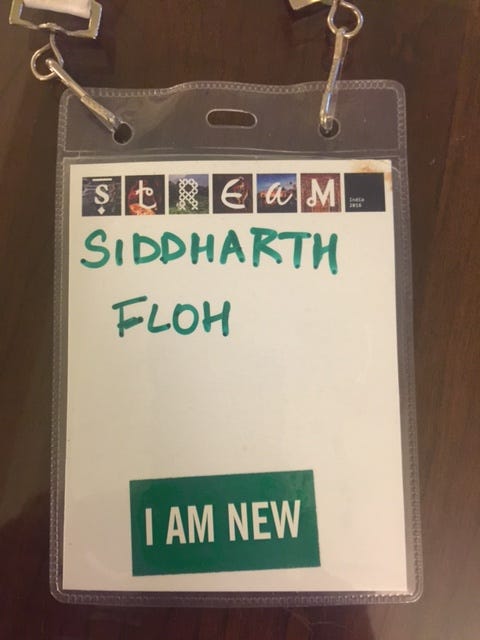 STREAM India 2016
SIDDHARTH
FLOH
I AM NEW